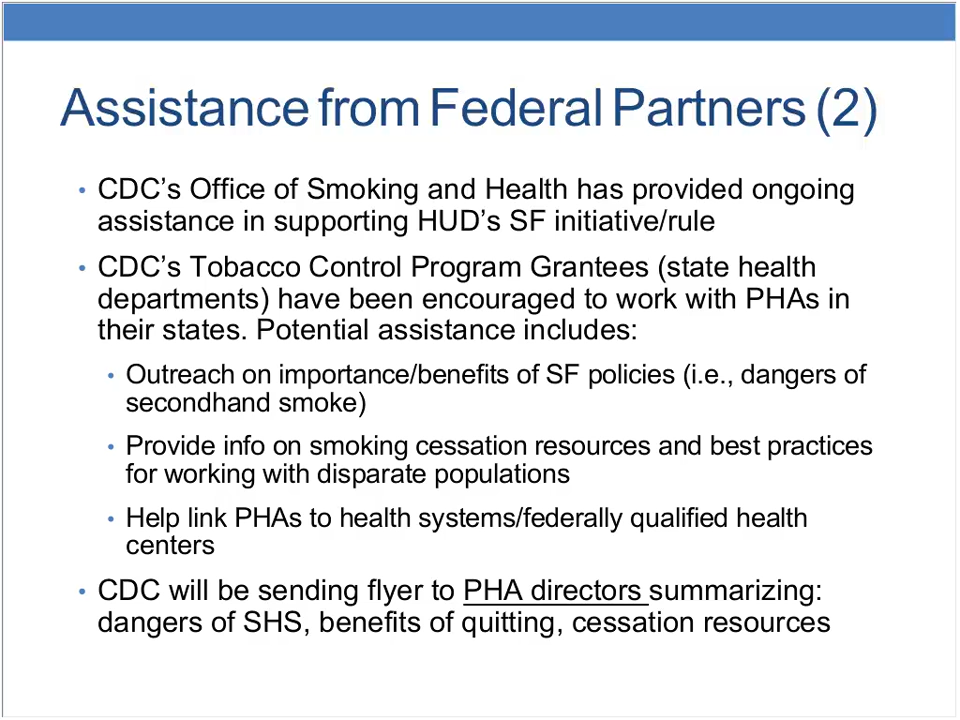 Assistance from Federal Partners (2)
• CDC’s Office of Smoking and Health has provided ongoing
assistance in supporting HUD’s SF initiative/rule
• CDC’s Tobacco Control Program Grantees (state health
departments) have been encouraged to work with PHAs in
their states. Potential assistance includes:
• Outreach on importance/benefits of SF policies (i.e., dangers of
secondhand smoke)
• Provide info on smoking cessation resources and best practices
for working with disparate populations
• Help link PHAs to health systems/federally qualified health
centers
• CDC will be sending flyer to PHA directors summarizing:
dangers of SHS, benefits of quitting, cessation resources